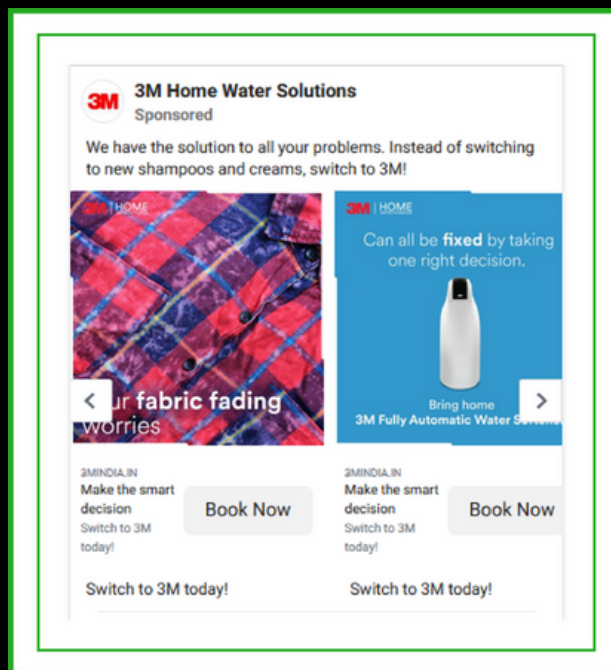 3M
3M Home Water Solutions
Sponsored
We have the solution to all your problems. Instead of switching
to new shampoos and creams, switch to 3M!
3M | HOME
fabric fading
worries
3M | HOME
Can all be fixed by taking
one right decision.
Bring home
3M Fully Automatic Water
3MINDIA.IN
Make the smart
decision
Switch to 3M
today!
Book Now
Switch to 3M today!
3MINDIA.IN
Make the smart
decision
Switch to 3M
today!
Book Now
Switch to 3M today!